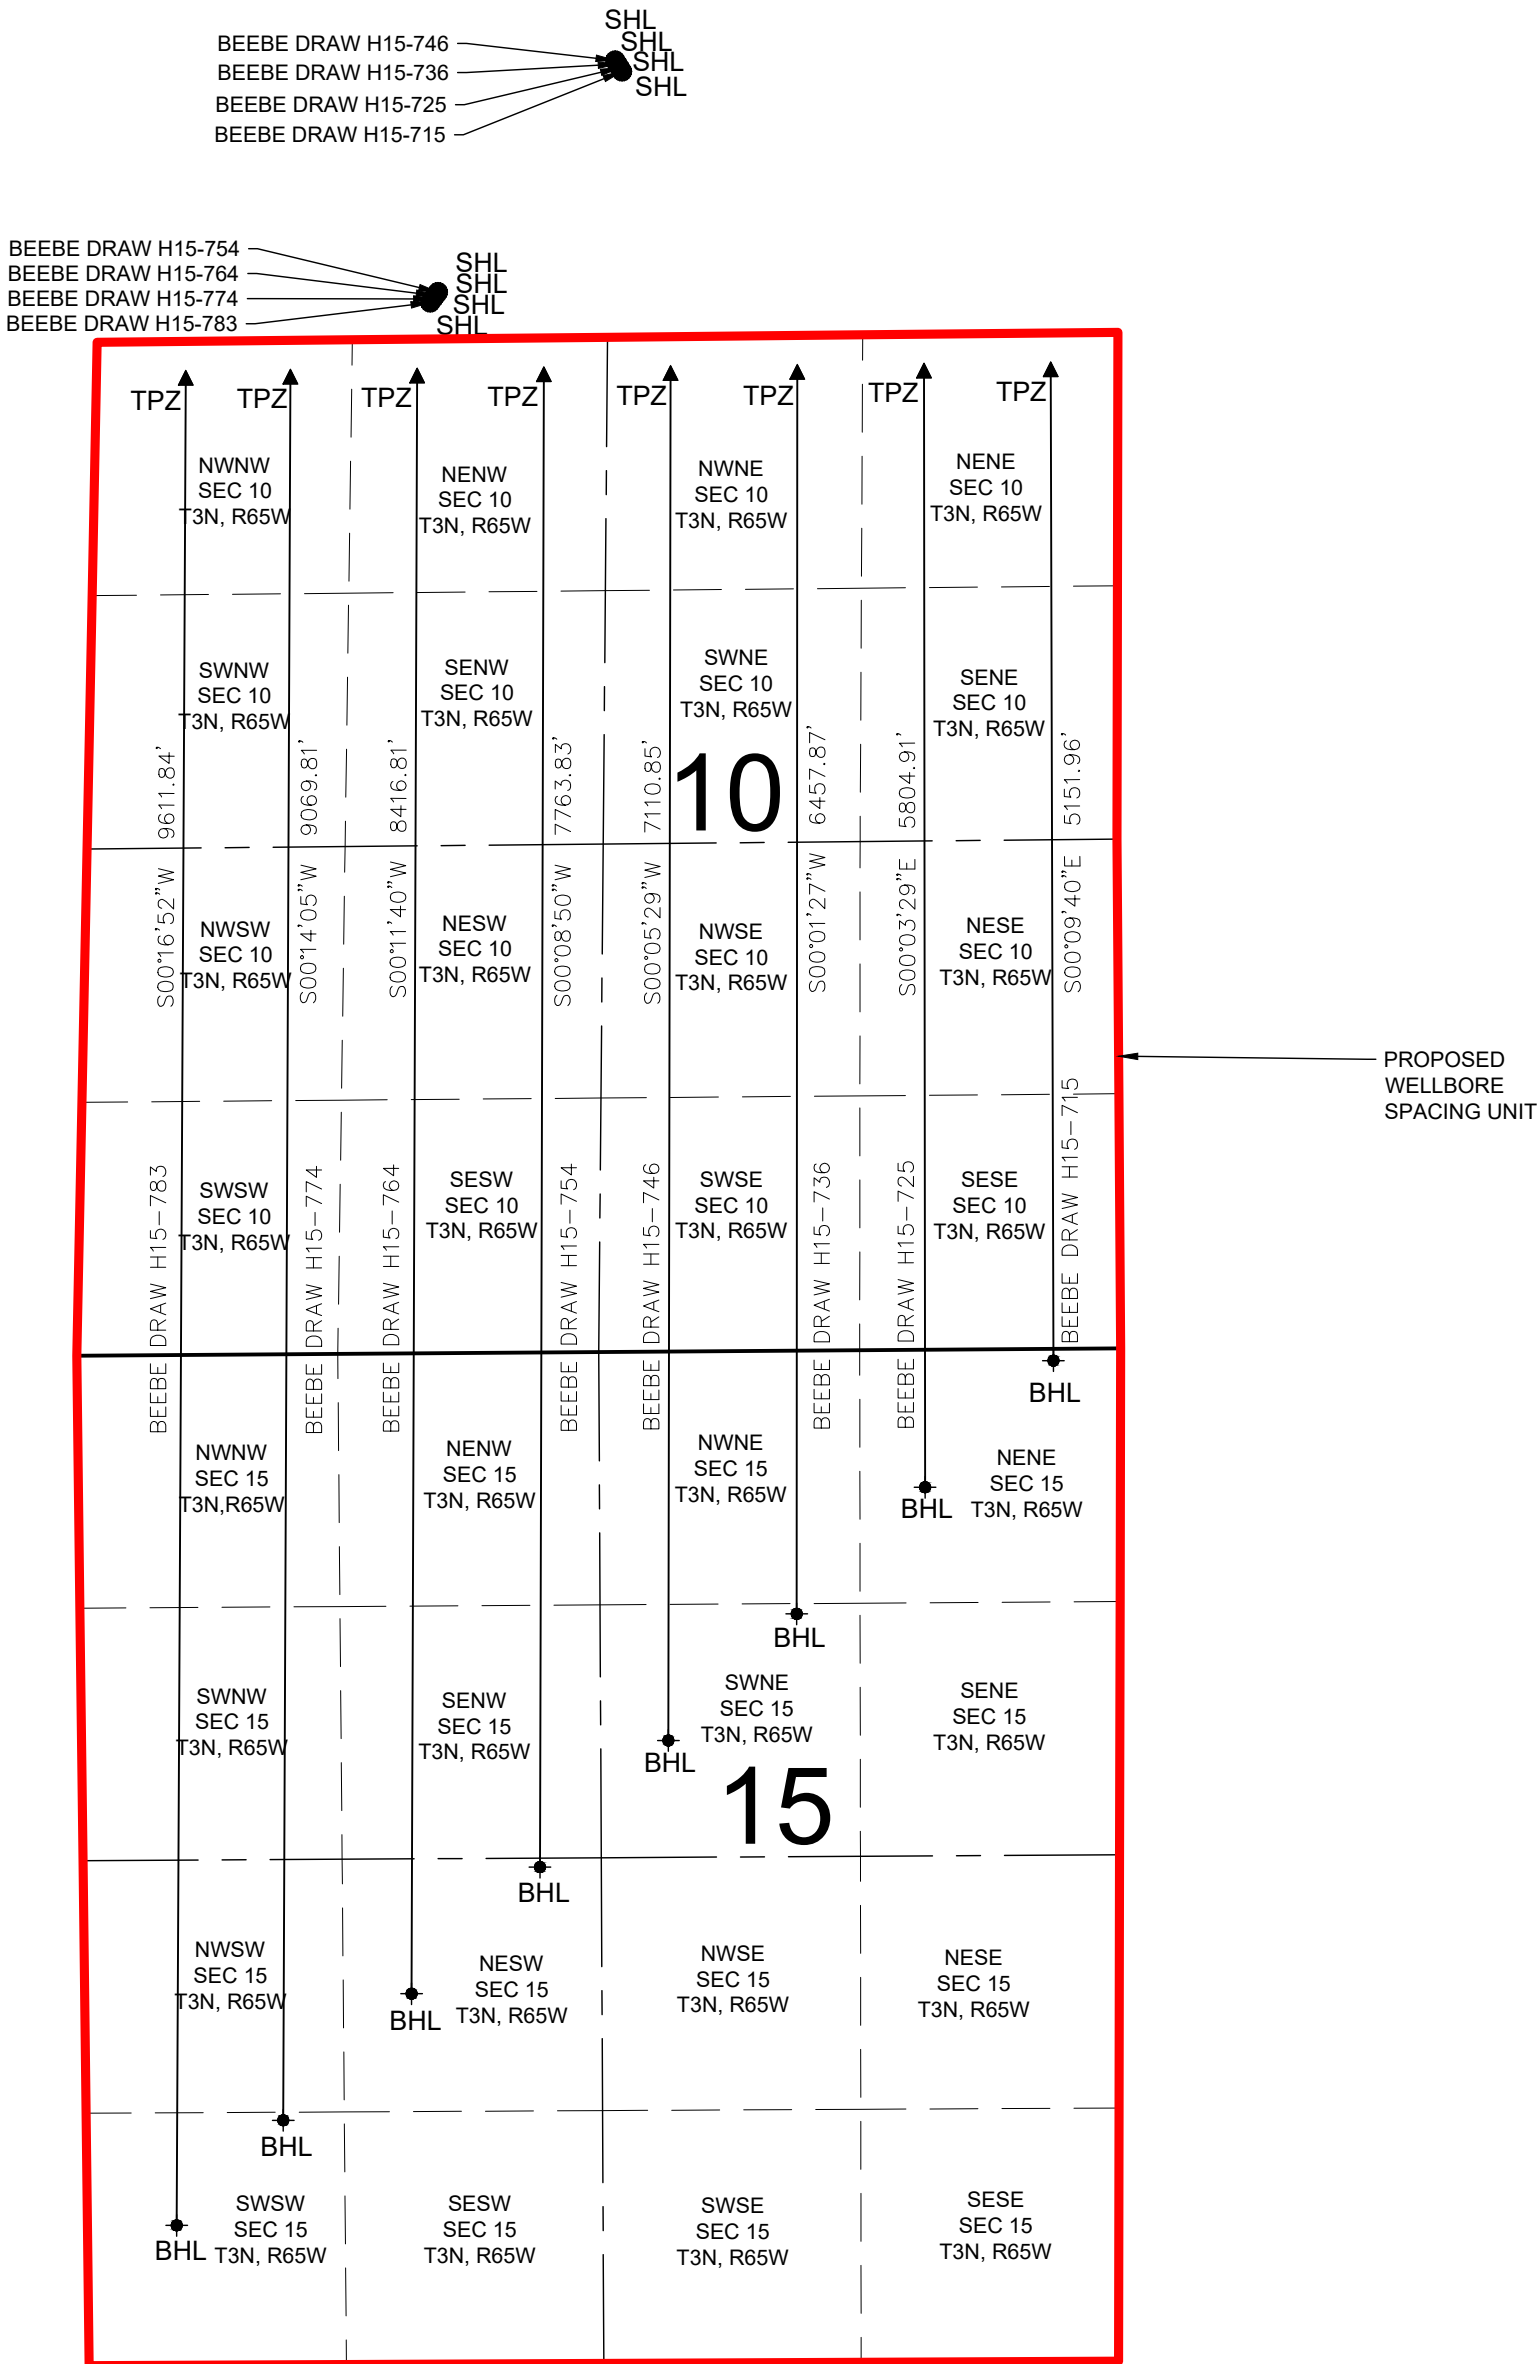 SHL
SHL
SHL
SHL
BEEBE DRAW H15-746
BEEBE DRAW H15-736
BEEBE DRAW H15-725
BEEBE DRAW H15-715
BEEBE DRAW H15-754
BEEBE DRAW H15-764
BEEBE DRAW H15-774
BEEBE DRAW H15-783
SHL
SHL
SHL
SHL
TPZ
TPZ
TPZ
TPZ
TPZ
TPZ
TPZ
TPZ
NWNW
SEC 10
T3N, R65W
NENW
SEC 10
T3N, R65W
NWNE
SEC 10
T3N, R65W
NENE
SEC 10
T3N, R65W
SWNW
SEC 10
T3N, R65W
SENW
SEC 10
T3N, R65W
SWNE
SEC 10
T3N, R65W
SENE
SEC 10
T3N, R65W
10
S00°16'52"W 9611.84'
S00°14'05"W 9069.81'
S00°11'40"W 8416.81'
S00°08'50"W 7763.83'
S00°05'29"W 7110.85'
S00°01'27"W 6457.87'
S00°03'29"E 5804.91'
S00°09'40"E 5151.96'
NWSW
SEC 10
T3N, R65W
NESW
SEC 10
T3N, R65W
NWSE
SEC 10
T3N, R65W
NESE
SEC 10
T3N, R65W
PROPOSED
WELLBORE
SPACING UNIT
SWSW
SEC 10
T3N, R65W
SESW
SEC 10
T3N, R65W
SWSE
SEC 10
T3N, R65W
SESE
SEC 10
T3N, R65W
BEEBE DRAW H15-783
BEEBE DRAW H15-774
BEEBE DRAW H15-764
BEEBE DRAW H15-754
BEEBE DRAW H15-746
BEEBE DRAW H15-736
BEEBE DRAW H15-725
BEEBE DRAW H15-715
BHL
NWNW
SEC 15
T3N,R65W
NENW
SEC 15
T3N, R65W
NWNE
SEC 15
T3N, R65W
NENE
SEC 15
T3N, R65W
BHL
BHL
SWNW
SEC 15
T3N, R65W
SENW
SEC 15
T3N, R65W
SWNE
SEC 15
T3N, R65W
SENE
SEC 15
T3N, R65W
BHL
15
BHL
NWSW
SEC 15
T3N, R65W
NESW
SEC 15
T3N, R65W
NWSE
SEC 15
T3N, R65W
NESE
SEC 15
T3N, R65W
BHL
BHL
SWSW
SEC 15
T3N, R65W
SESW
SEC 15
T3N, R65W
SWSE
SEC 15
T3N, R65W
SESE
SEC 15
T3N, R65W
BHL